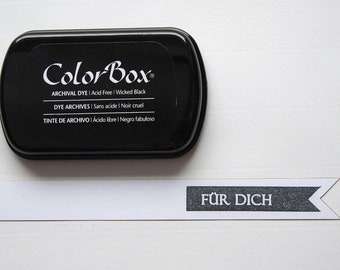 ColorBox®
ARCHIVAL DYE | Acid Free | Wicked Black
DYE ARCHIVES | Sans acide | Noir cruel
TINTE DE ARCHIVO | Ácido libre | Negro fabuloso
FÜR DICH